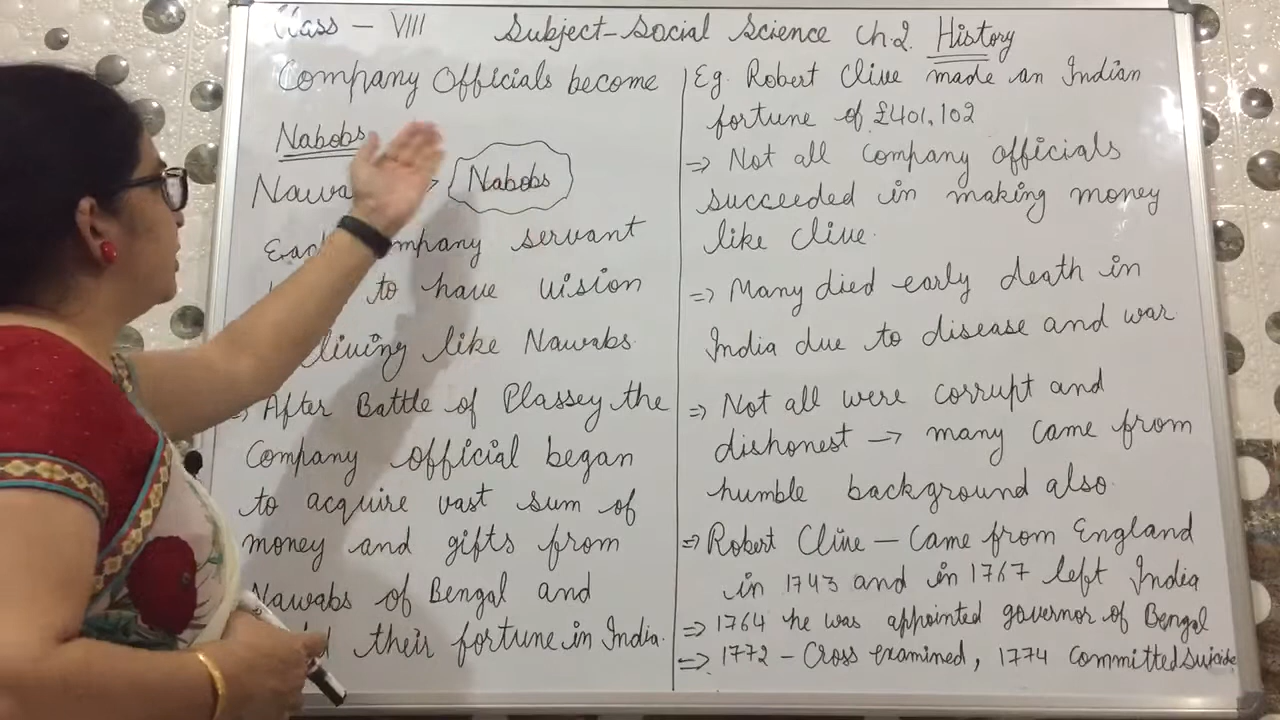 Class - VIII Subject-Social Science Ch.2. History
Company Officials become
Nabobs
Nabobs
company servant
to have vision
living like Nawabs.
After Battle of Plassey the
Company official began
to acquire vast sum of
money and gifts from
Nawabs of Bengal and
their fortune in India.
Eg. Robert Clive made an Indian
fortune of £401,102
⇒ Not all company officials
succeeded in making money
like Clive.
⇒ Many died early death in
India due to disease and war.
⇒ Not all were corrupt and
dishonest → many came from
humble background also.
⇒ Robert Clive - Came from England
in 1743 and in 1767 left India
⇒ 1764 he was appointed governor of Bengal
⇒ 1772 - Cross examined, 1774 committed suicide